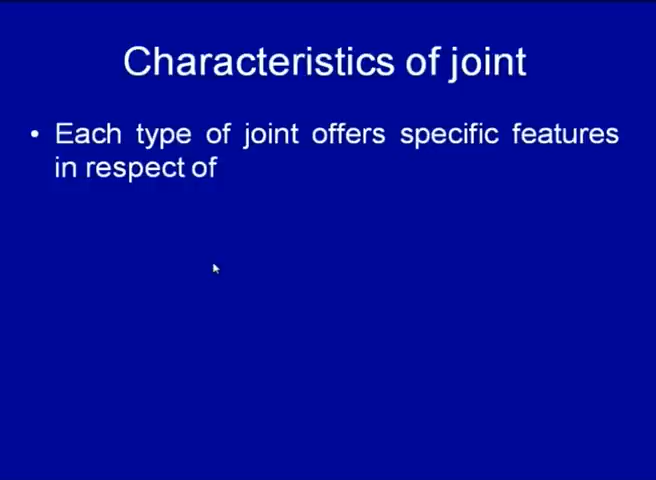 Characteristics of joint
• Each type of joint offers specific features
in respect of